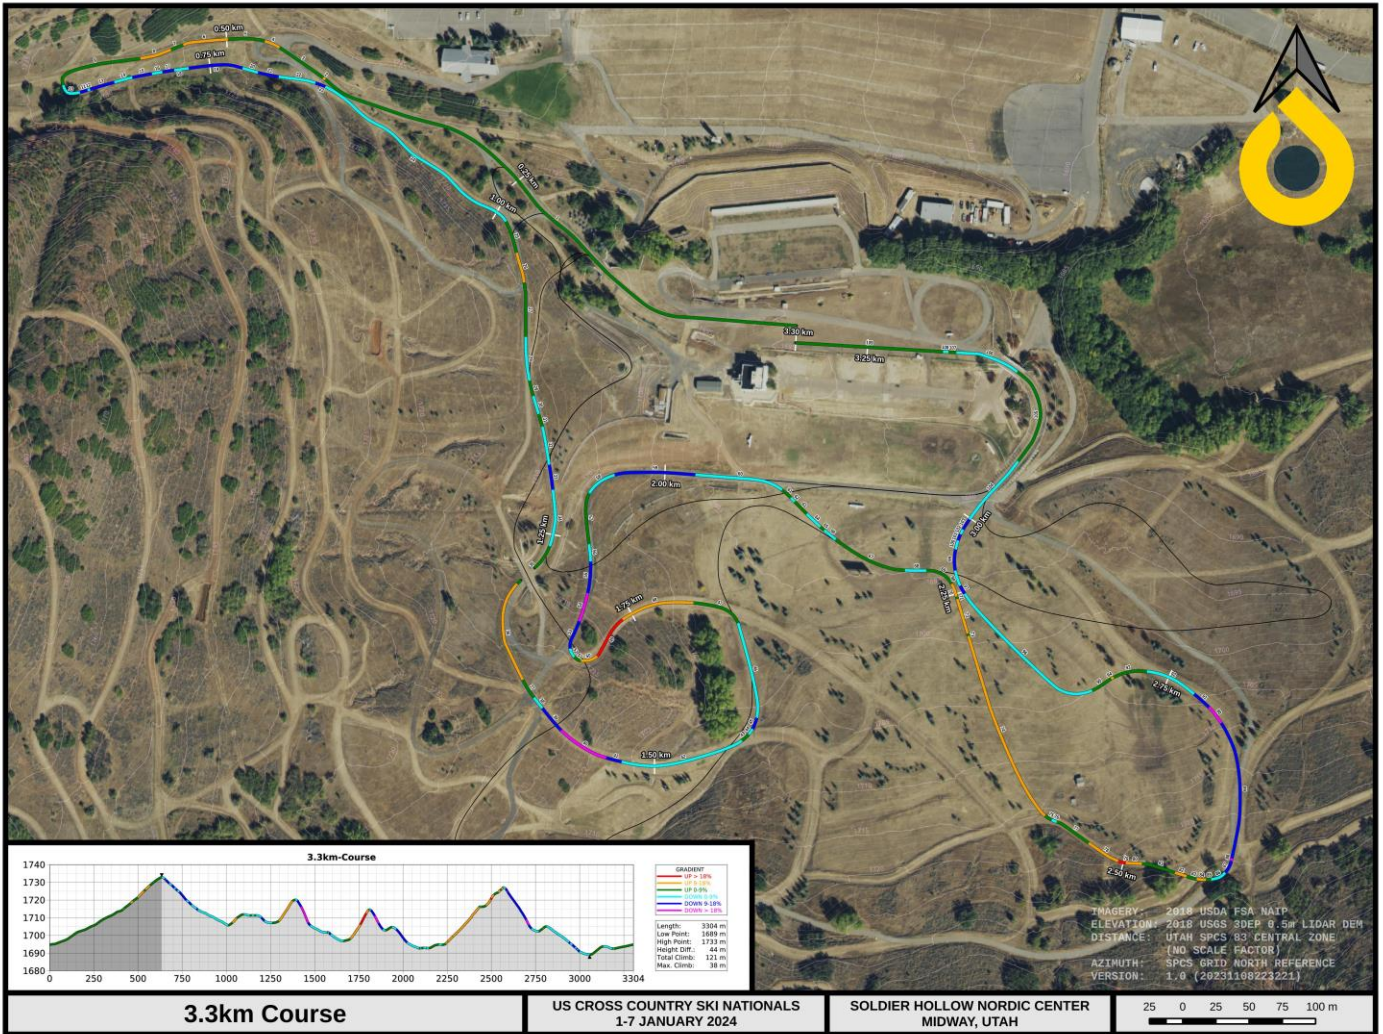 0.50 km
0.75 km
0.25 km
1.00 km
3.30 km
3.25 km
2.00 km
1.25 km
3.00 km
2.25 km
1.75 km
2.75 km
1.50 km
2.50 km
3.3km-Course
1740
1730
1720
1710
1700
1690
1680
0 250 500 750 1000 1250 1500 1750 2000 2250 2500 2750 3000 3304
GRADIENT
UP > 18%
UP 9-18%
UP 0-9%
DOWN 0-9%
DOWN 9-18%
DOWN > 18%
Length: 3304 m
Low Point: 1689 m
High Point: 1733 m
Height Diff.: 44 m
Total Climb: 121 m
Max. Climb: 38 m
IMAGERY: 2018 USDA FSA NAIP
ELEVATION: 2018 USGS 3DEP 0.5m LIDAR DEM
DISTANCE: UTAH SPCS 83 CENTRAL ZONE
(NO SCALE FACTOR)
AZIMUTH: SPCS GRID NORTH REFERENCE
VERSION: 1.0 (20231108223221)
3.3km Course
US CROSS COUNTRY SKI NATIONALS
1-7 JANUARY 2024
SOLDIER HOLLOW NORDIC CENTER
MIDWAY, UTAH
25 0 25 50 75 100 m